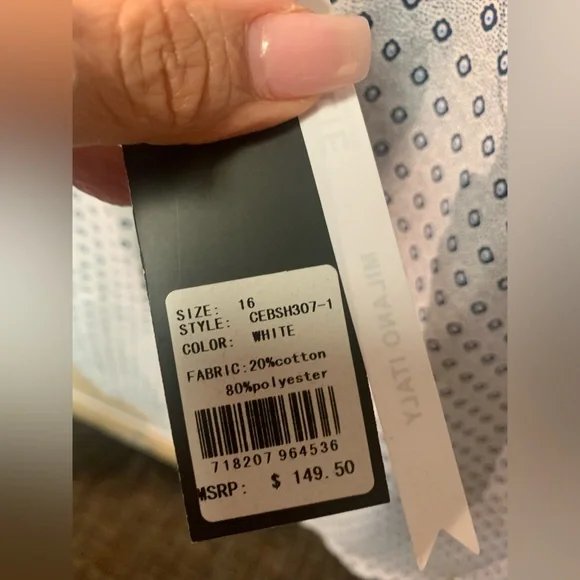 SIZE: 16
STYLE: CEBSH307-1
COLOR: WHITE
FABRIC:20%cotton
80%polyester
718207 964536
MSRP: $ 149.50
MILANO ITALY